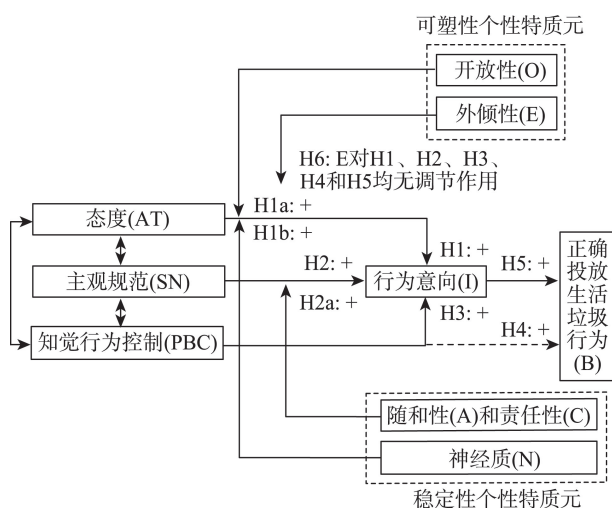 可塑性个性特质元
开放性(O)
外倾性(E)
H6: E对H1、H2、H3、
H4和H5均无调节作用
H1a: +
态度(AT)
H1b: +
H1: +
主观规范(SN)
H2: +
H2a: +
行为意向(I)
H3: +
H5: +
H4: +
正确
投放
生活
垃圾
行为
(B)
知觉行为控制(PBC)
随和性(A)和责任性(C)
神经质(N)
稳定性个性特质元